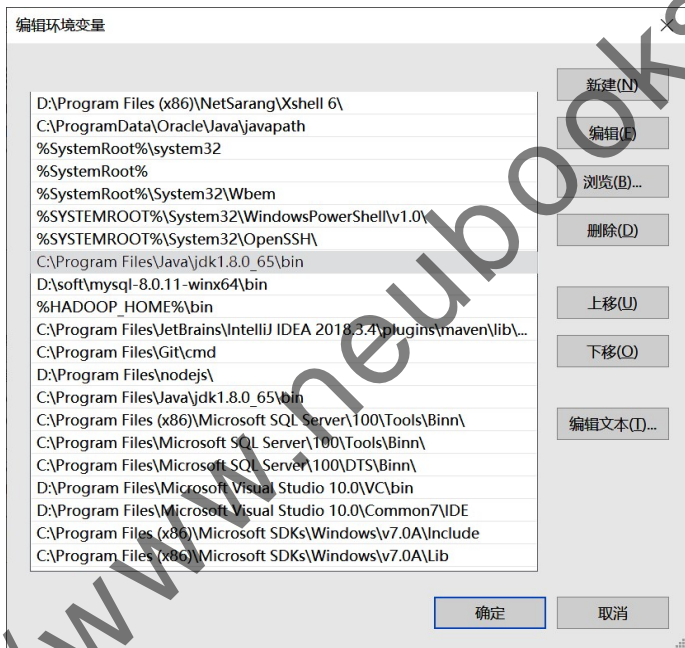 编辑环境变量
D:\Program Files (x86)\NetSarang\Xshell 6\
C:\ProgramData\Oracle\Java\javapath
%SystemRoot%\system32
%SystemRoot%
%SystemRoot%\System32\Wbem
%SYSTEMROOT%\System32\WindowsPowerShell\v1.0\
%SYSTEMROOT%\System32\OpenSSH\
C:\Program Files\Java\jdk1.8.0_65\bin
D:\soft\mysql-8.0.11-winx64\bin
%HADOOP_HOME%\bin
C:\Program Files\JetBrains\IntelliJ IDEA 2018.3.4\plugins\maven\lib\...
C:\Program Files\Git\cmd
D:\Program Files\nodejs\
C:\Program Files\Java\jdk1.8.0_65\bin
C:\Program Files (x86)\Microsoft SQL Server\100\Tools\Binn\
C:\Program Files\Microsoft SQL Server\100\Tools\Binn\
C:\Program Files\Microsoft SQL Server\100\DTS\Binn\
D:\Program Files\Microsoft Visual Studio 10.0\VC\bin
D:\Program Files\Microsoft Visual Studio 10.0\Common7\IDE
C:\Program Files (x86)\Microsoft SDKs\Windows\v7.0A\Include
C:\Program Files (x86)\Microsoft SDKs\Windows\v7.0A\Lib
新建(N)
编辑(E)
浏览(B)...
删除(D)
上移(U)
下移(O)
编辑文本(T)...
确定
取消
www.neubooks